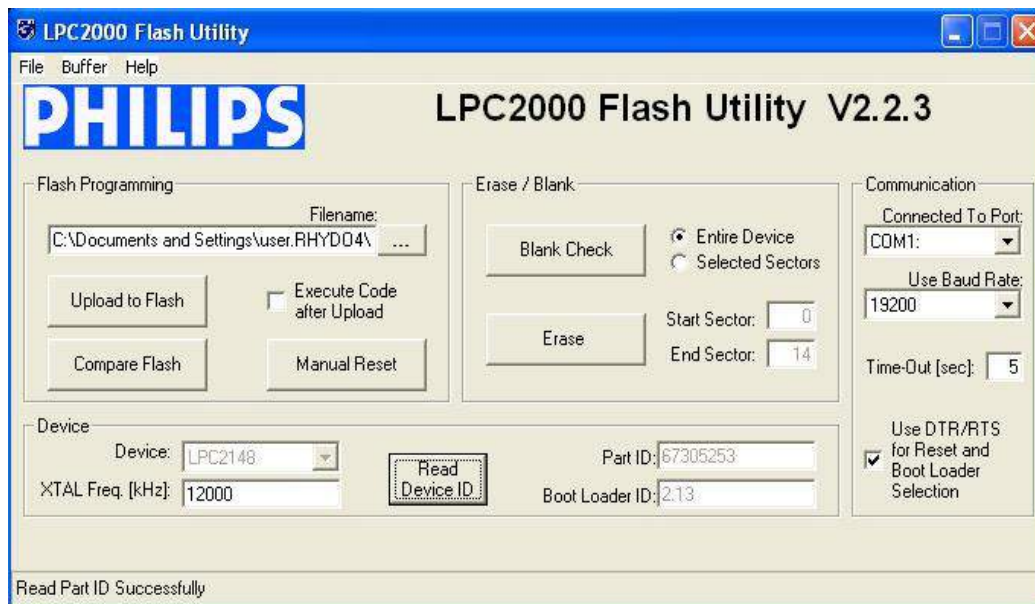 LPC2000 Flash Utility
File Buffer Help
PHILIPS
LPC2000 Flash Utility V2.2.3
Flash Programming
Filename:
C:\Documents and Settings\user.RHYDO4\
...
Upload to Flash
Execute Code
after Upload
Compare Flash
Manual Reset
Erase / Blank
Blank Check
Entire Device
Selected Sectors
Erase
Start Sector: 0
End Sector: 14
Communication
Connected To Port:
COM1:
Use Baud Rate:
19200
Time-Out [sec]: 5
Use DTR/RTS
for Reset and
Boot Loader
Selection
Device
Device: LPC2148
XTAL Freq. [kHz]: 12000
Read
Device ID
Part ID: 67305253
Boot Loader ID: 2.13
Read Part ID Successfully